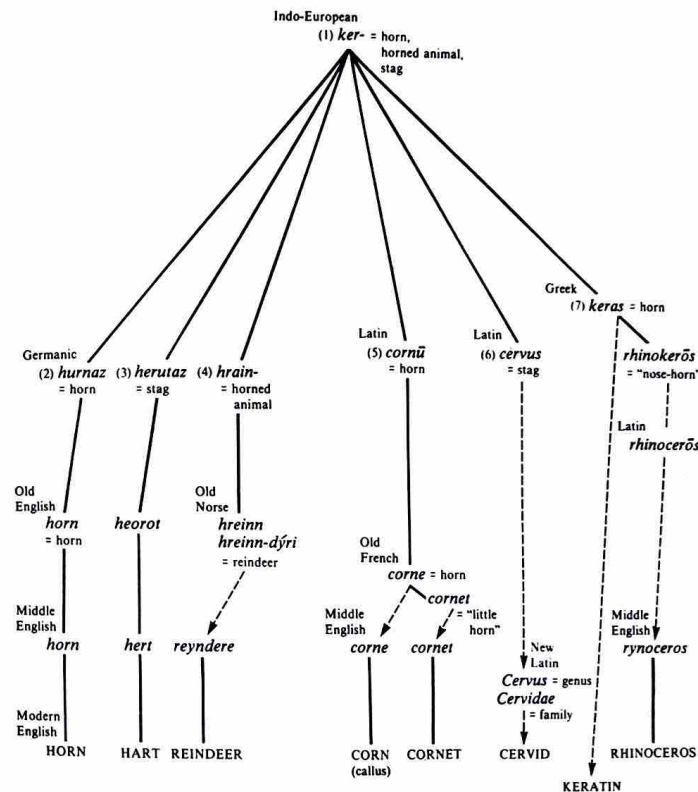 Indo-European
(1) ker- = horn,
horned animal,
stag
Greek
(7) keras = horn
Germanic
(2) hurnaz
= horn
(3) herutaz
= stag
(4) hrain-
= horned
animal
Latin
(5) cornū
= horn
Latin
(6) cervus
= stag
rhinokerōs
= "nose-horn"
Latin
rhinocerōs
Old
English
horn
= horn
heorot
Old
Norse
hreinn
hreinn-dýri
= reindeer
Old
French
corne = horn
cornet
= "little
horn"
Middle
English
horn
hert
reyndere
Middle
English
corne
cornet
New
Latin
Cervus = genus
Cervidae
= family
Middle
English
rynoceros
Modern
English
HORN
HART
REINDEER
CORN
(callus)
CORNET
CERVID
RHINOCEROS
KERATIN